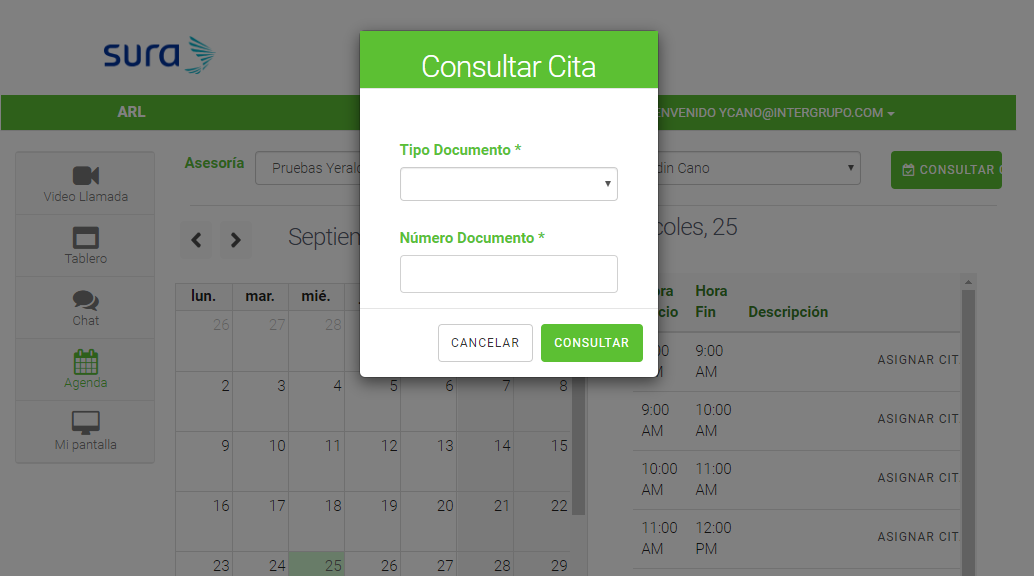 sura
Consultar Cita
ARL
ENVENIDO YCANO@INTERGRUPO.COM
Asesoría
Pruebas Yeral
din Cano
CONSULTAR
Video Llamada
Tablero
Chat
Agenda
Mi pantalla
Tipo Documento *
Número Documento *
CANCELAR
CONSULTAR
Septien
coles, 25
lun. mar. mié.
26 27 28
2 3 4 5 6 7 8
9 10 11 12 13 14 15
16 17 18 19 20 21 22
23 24 25 26 27 28 29
ora Hora
cio Fin Descripción
00 9:00
M AM ASIGNAR CIT
9:00 10:00
AM AM ASIGNAR CIT
10:00 11:00
AM AM ASIGNAR CIT
11:00 12:00
AM PM ASIGNAR CIT